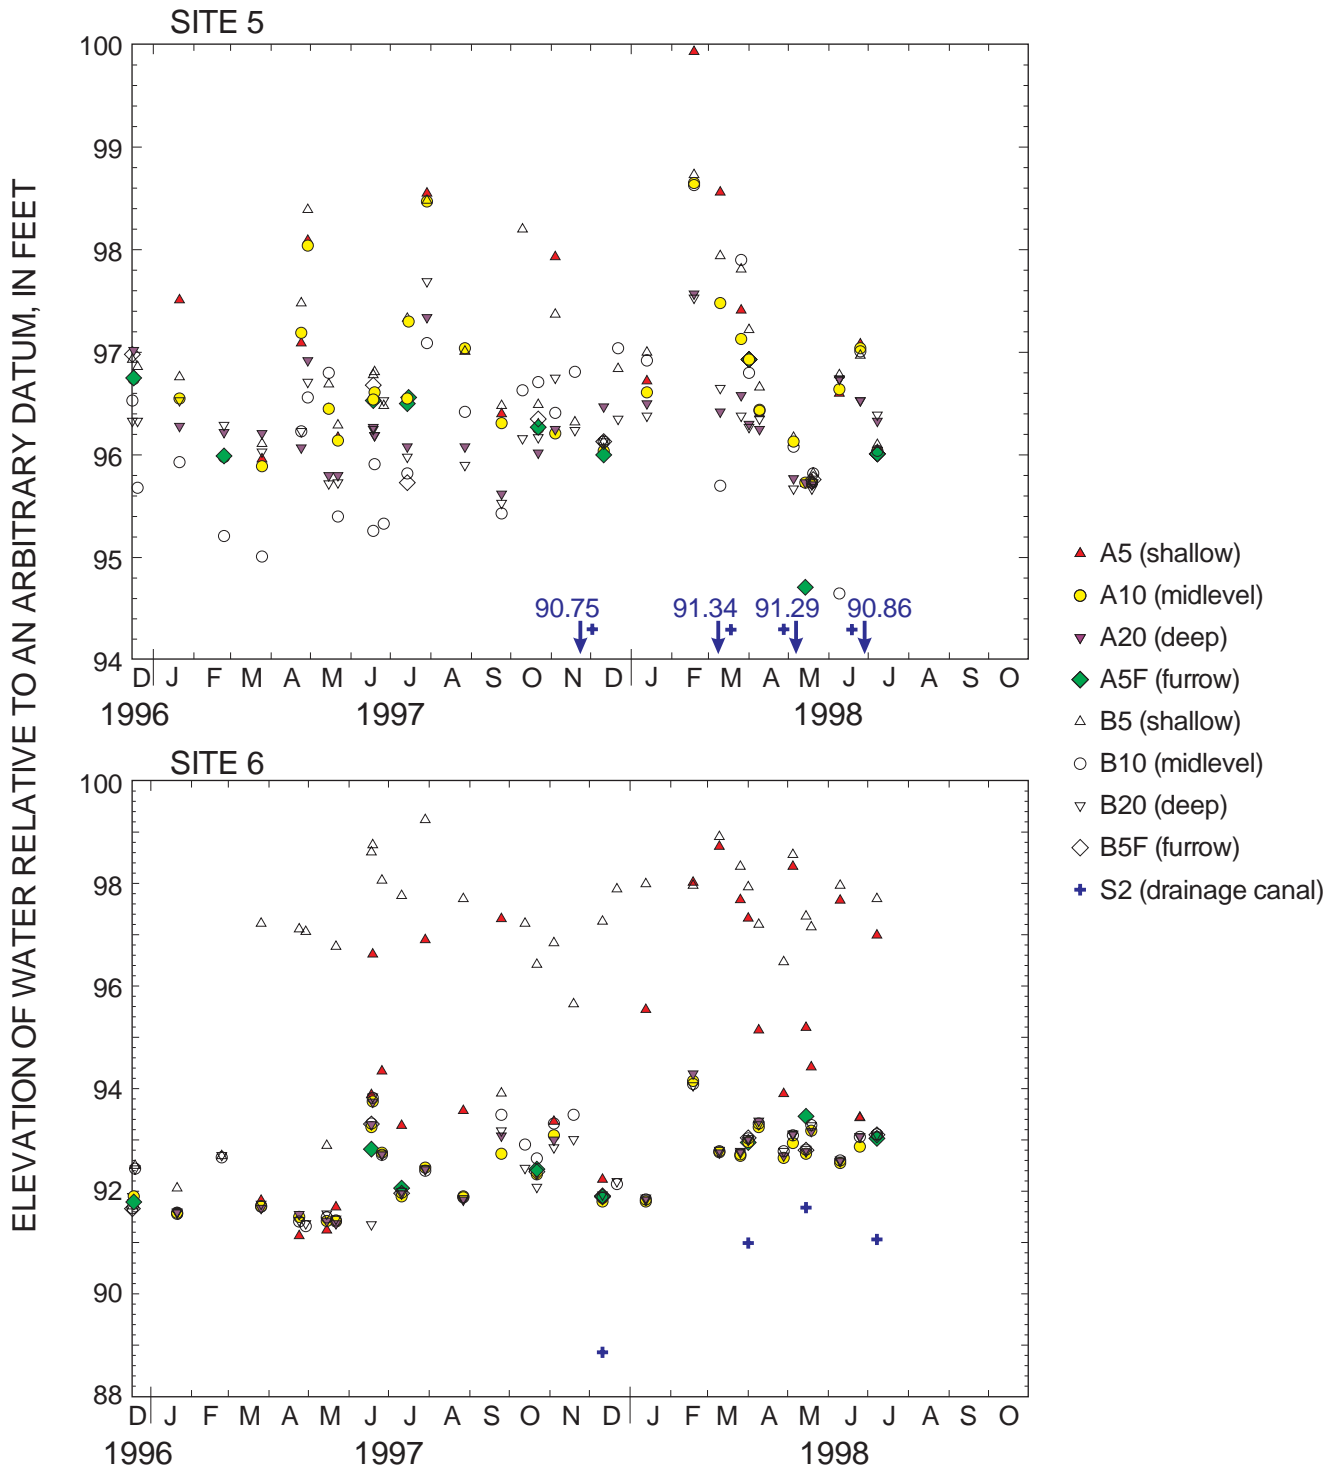 ELEVATION OF WATER RELATIVE TO AN ARBITRARY DATUM, IN FEET
SITE 5
100
99
98
97
96
95
94
90.75 91.34 91.29 90.86
D J F M A M J J A S O N D J F M A M J J A S O
1996 1997 1998
SITE 6
100
98
96
94
92
90
88
D J F M A M J J A S O N D J F M A M J J A S O
1996 1997 1998
A5 (shallow)
A10 (midlevel)
A20 (deep)
A5F (furrow)
B5 (shallow)
B10 (midlevel)
B20 (deep)
B5F (furrow)
S2 (drainage canal)